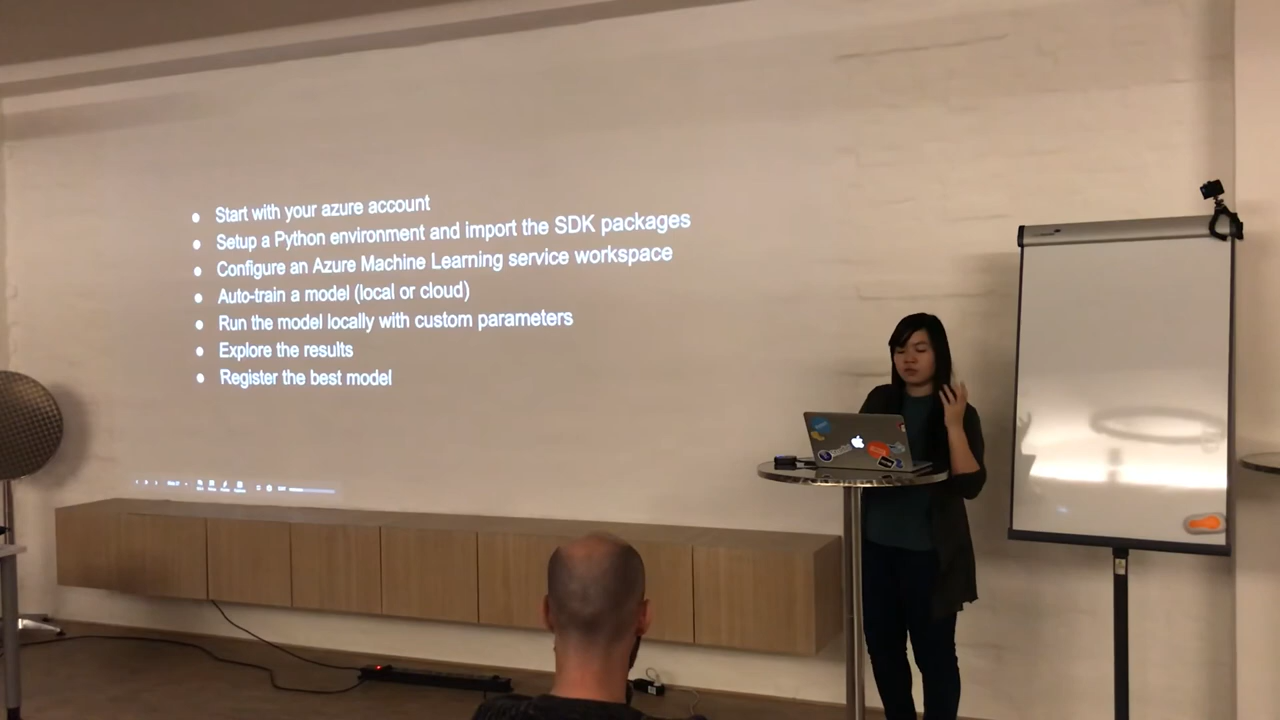 ● Start with your azure account
● Setup a Python environment and import the SDK packages
● Configure an Azure Machine Learning service workspace
● Auto-train a model (local or cloud)
● Run the model locally with custom parameters
● Explore the results
● Register the best model